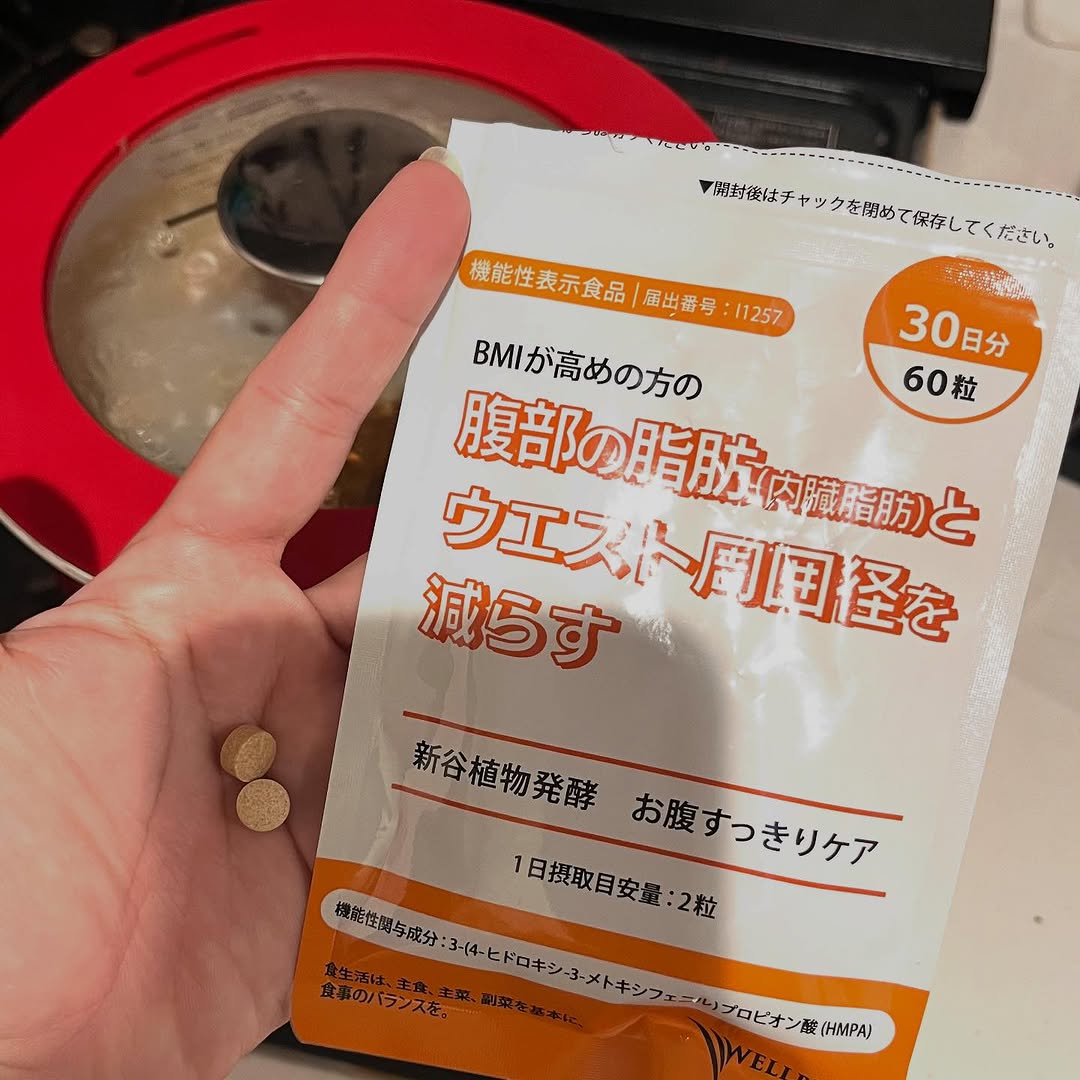 ください。
▼開封後はチャックを閉めて保存してください。
機能性表示食品|届出番号:I1257
30日分
60粒
BMIが高めの方の
腹部の脂肪(内臓脂肪)と
ウエスト周囲径を
減らす
新谷植物発酵 お腹すっきりケア
1日摂取目安量:2粒
機能性関与成分:3-(4-ヒドロキシ-3-メトキシフェニル)プロピオン酸(HMPA)
食生活は、主食、主菜、副菜を基本に、
食事のバランスを。